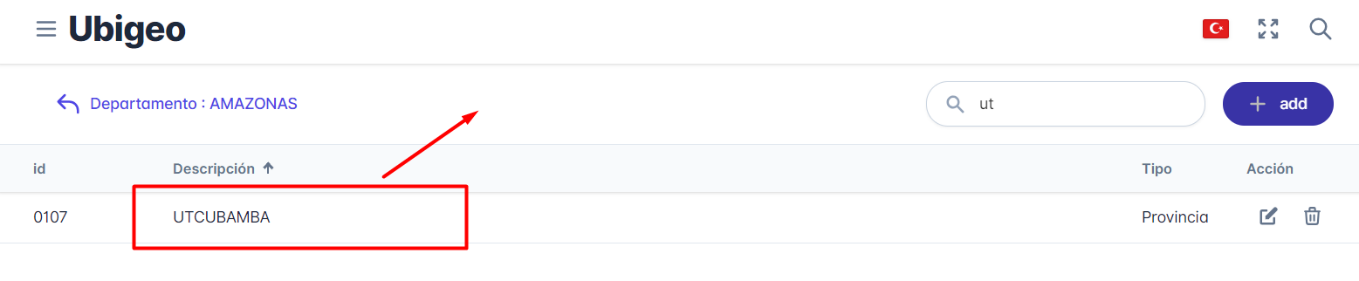 Ubigeo
Departamento : AMAZONAS
ut
add
id Descripción Tipo Acción
0107 UTCUBAMBA Provincia